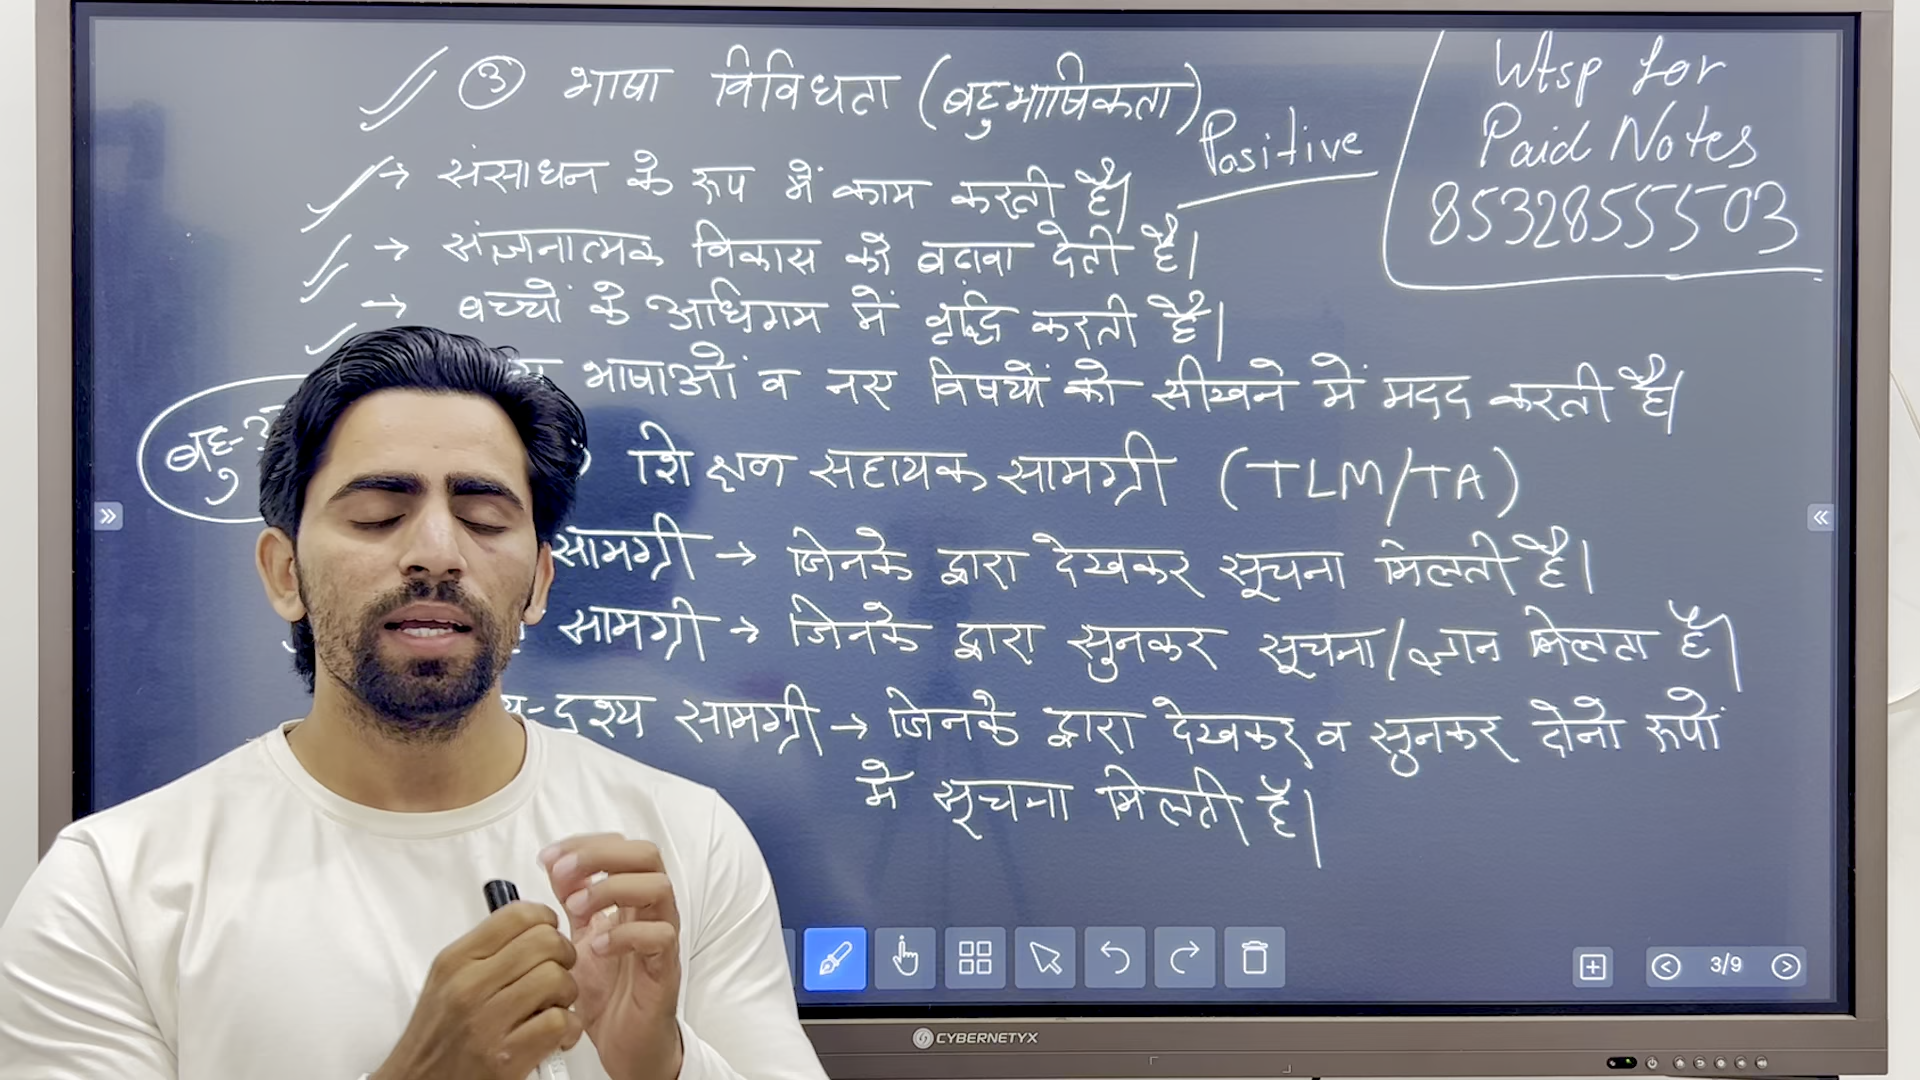 ③ भाषा विविधता (बहुभाषिकता)
Positive
Wtsp for
Paid Notes
8532855503
→ संसाधन के रूप में काम करती है।
→ संज्ञनात्मक विकास को बढ़ावा देती है।
→ बच्चों के अधिगम में वृद्धि करती है।
भाषाओं व नए विषयों को सीखने में मदद करती है।
बहु-
शिक्षण सहायक सामग्री (TLM/TA)
सामग्री → जिनके द्वारा देखकर सूचना मिलती है।
सामग्री → जिनके द्वारा सुनकर सूचना/ज्ञान मिलता है।
-दृश्य सामग्री → जिनके द्वारा देखकर व सुनकर दोनो रूपों
मे सूचना मिलती है।
3/9
CYBERNETYX